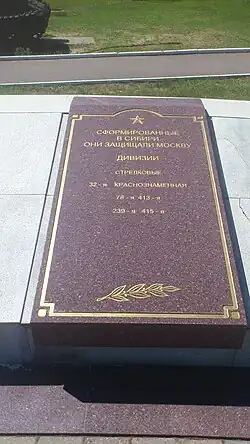 СФОРМИРОВАННЫЕ
В СИБИРИ
ОНИ ЗАЩИЩАЛИ МОСКВУ
ДИВИЗИИ
СТРЕЛКОВЫЕ
32-я КРАСНОЗНАМЕННАЯ
78-я 413-я
239-я 415-я